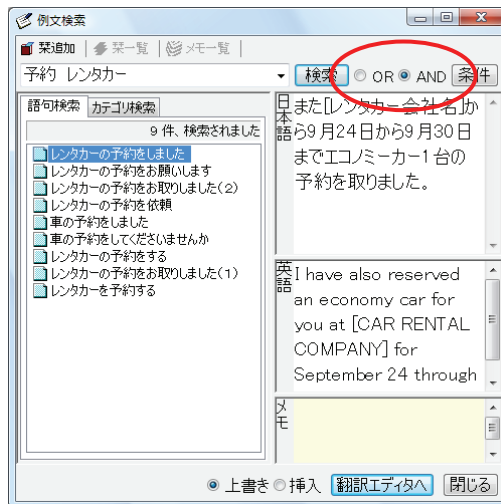 例文検索
栞追加 栞一覧 メモ一覧
予約 レンタカー 検索 OR AND 条件
語句検索 カテゴリ検索
9 件、検索されました
レンタカーの予約をしました
レンタカーの予約をお願いします
レンタカーの予約をお取りしました(2)
レンタカーの予約を依頼
車の予約をしました
車の予約をしてくださいませんか
レンタカーの予約をする
レンタカーの予約をお取りしました(1)
レンタカーを予約する
日本語
また[レンタカー会社名]か
ら9月24日から9月30日
までエコノミーカー1台の
予約を取りました。
英語
I have also reserved
an economy car for
you at [CAR RENTAL
COMPANY] for
September 24 through
メモ
上書き 挿入 翻訳エディタへ 閉じる